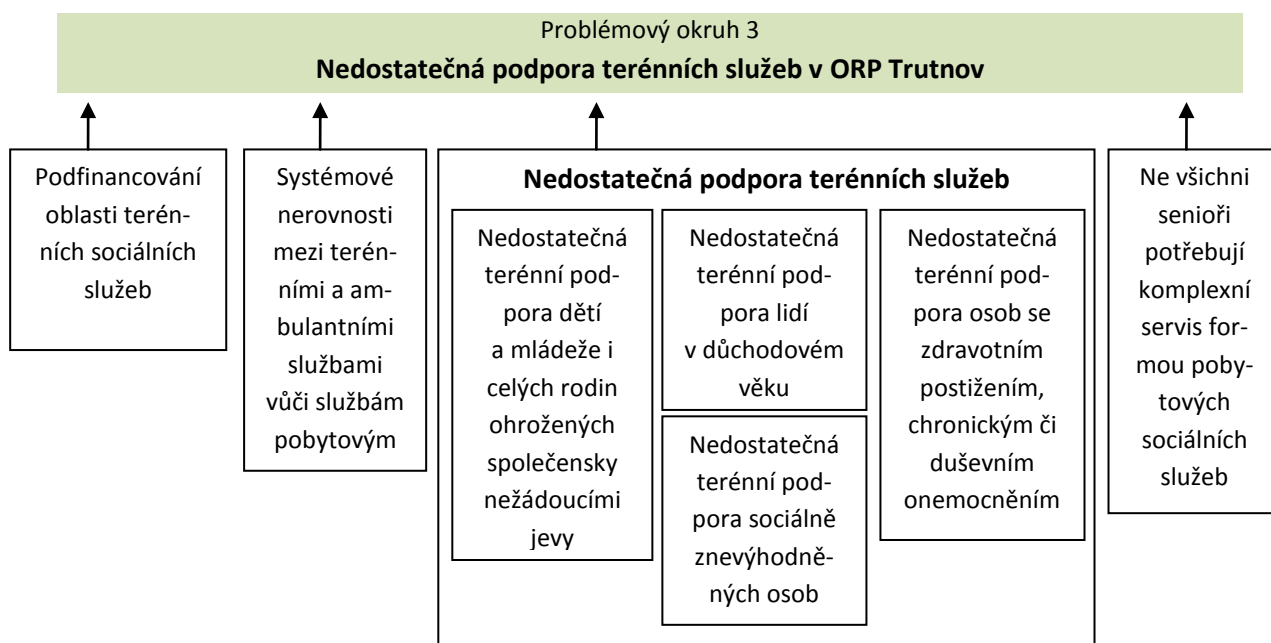 Problémový okruh 3
Nedostatečná podpora terénních služeb v ORP Trutnov
Podfinancování
oblasti terén-
ních sociálních
služeb
Systémové
nerovnosti
mezi terén-
ními a am-
bulantními
službami
vůči službám
pobytovým
Nedostatečná podpora terénních služeb
Nedostatečná
terénní pod-
pora dětí
a mládeže i
celých rodin
ohrožených
společensky
nežádoucími
jevy
Nedostatečná
terénní pod-
pora lidí
v důchodovém
věku
Nedostatečná
terénní pod-
pora sociálně
znevýhodně-
ných osob
Nedostatečná
terénní pod-
pora osob se
zdravotním
postižením,
chronickým či
duševním
onemocněním
Ne všichni
senioři
potřebují
komplexní
servis for-
mou poby-
tových
sociálních
služeb